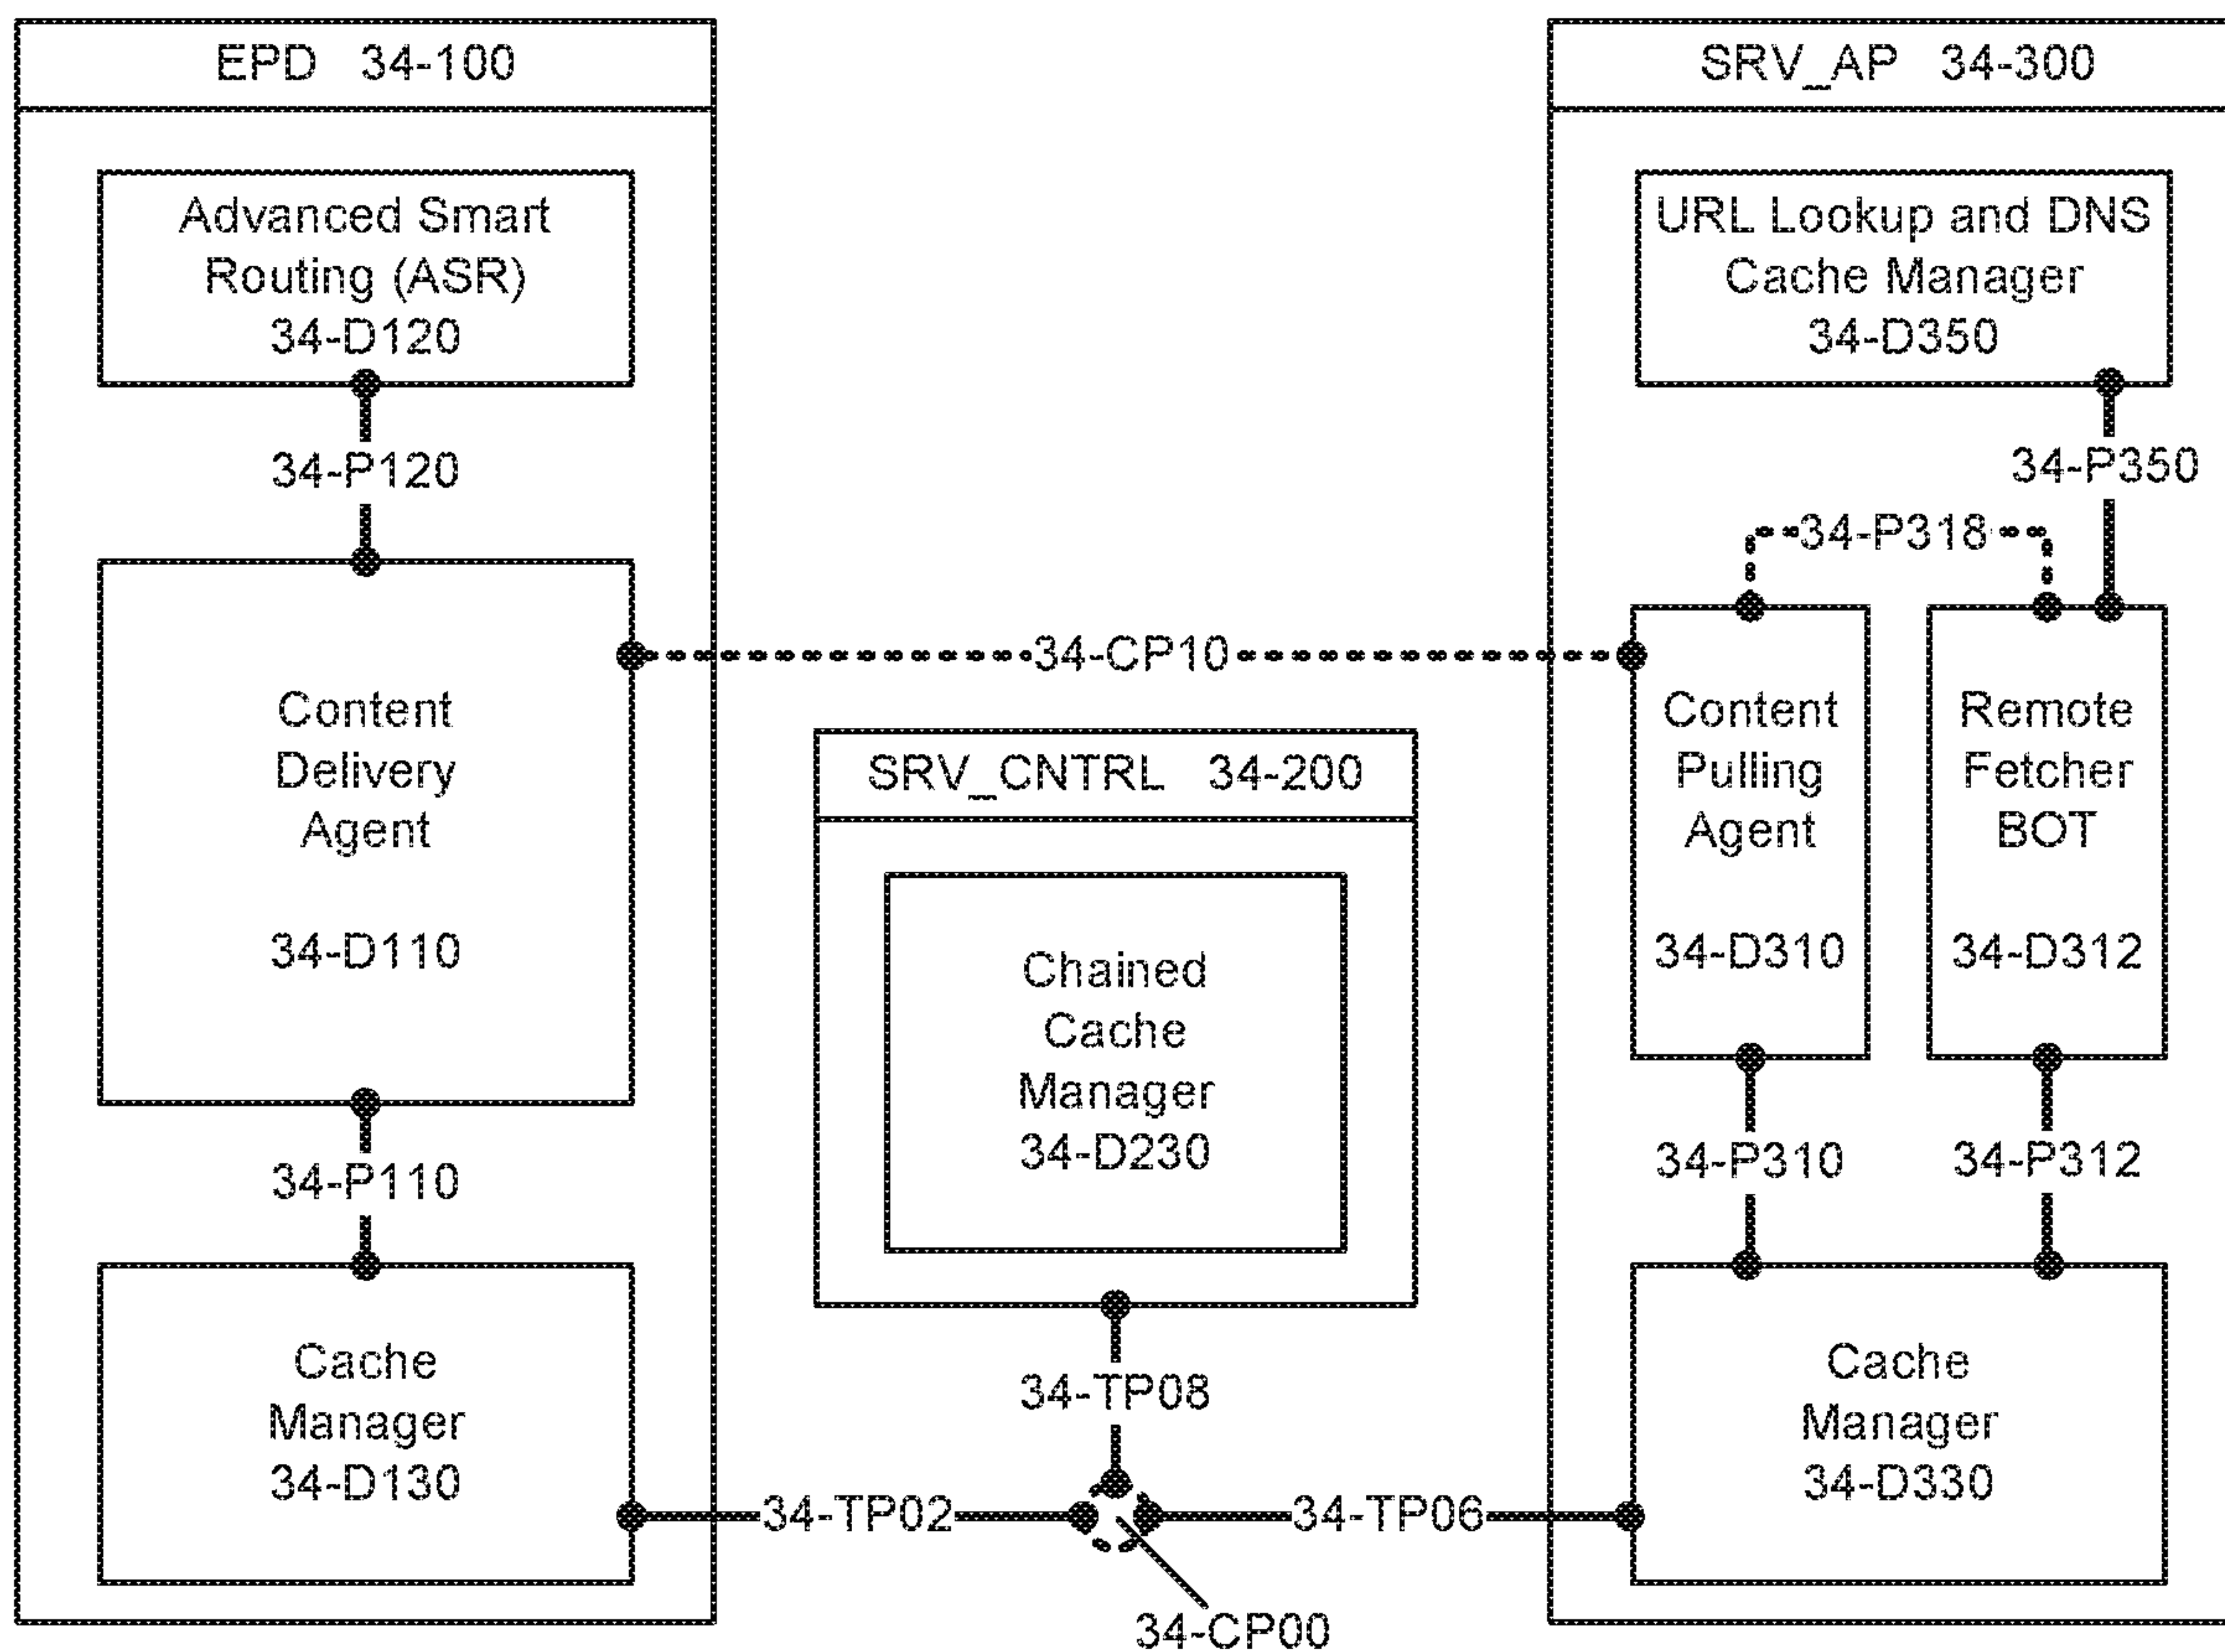 EPD 34-100
Advanced Smart
Routing (ASR)
34-D120
34-P120
Content
Delivery
Agent
34-D110
34-P110
Cache
Manager
34-D130
34-CP10
SRV_CNTRL 34-200
Chained
Cache
Manager
34-D230
34-TP08
34-TP02
34-TP06
34-CP00
SRV_AP 34-300
URL Lookup and DNS
Cache Manager
34-D350
34-P350
34-P318
Content
Pulling
Agent
34-D310
Remote
Fetcher
BOT
34-D312
34-P310
34-P312
Cache
Manager
34-D330